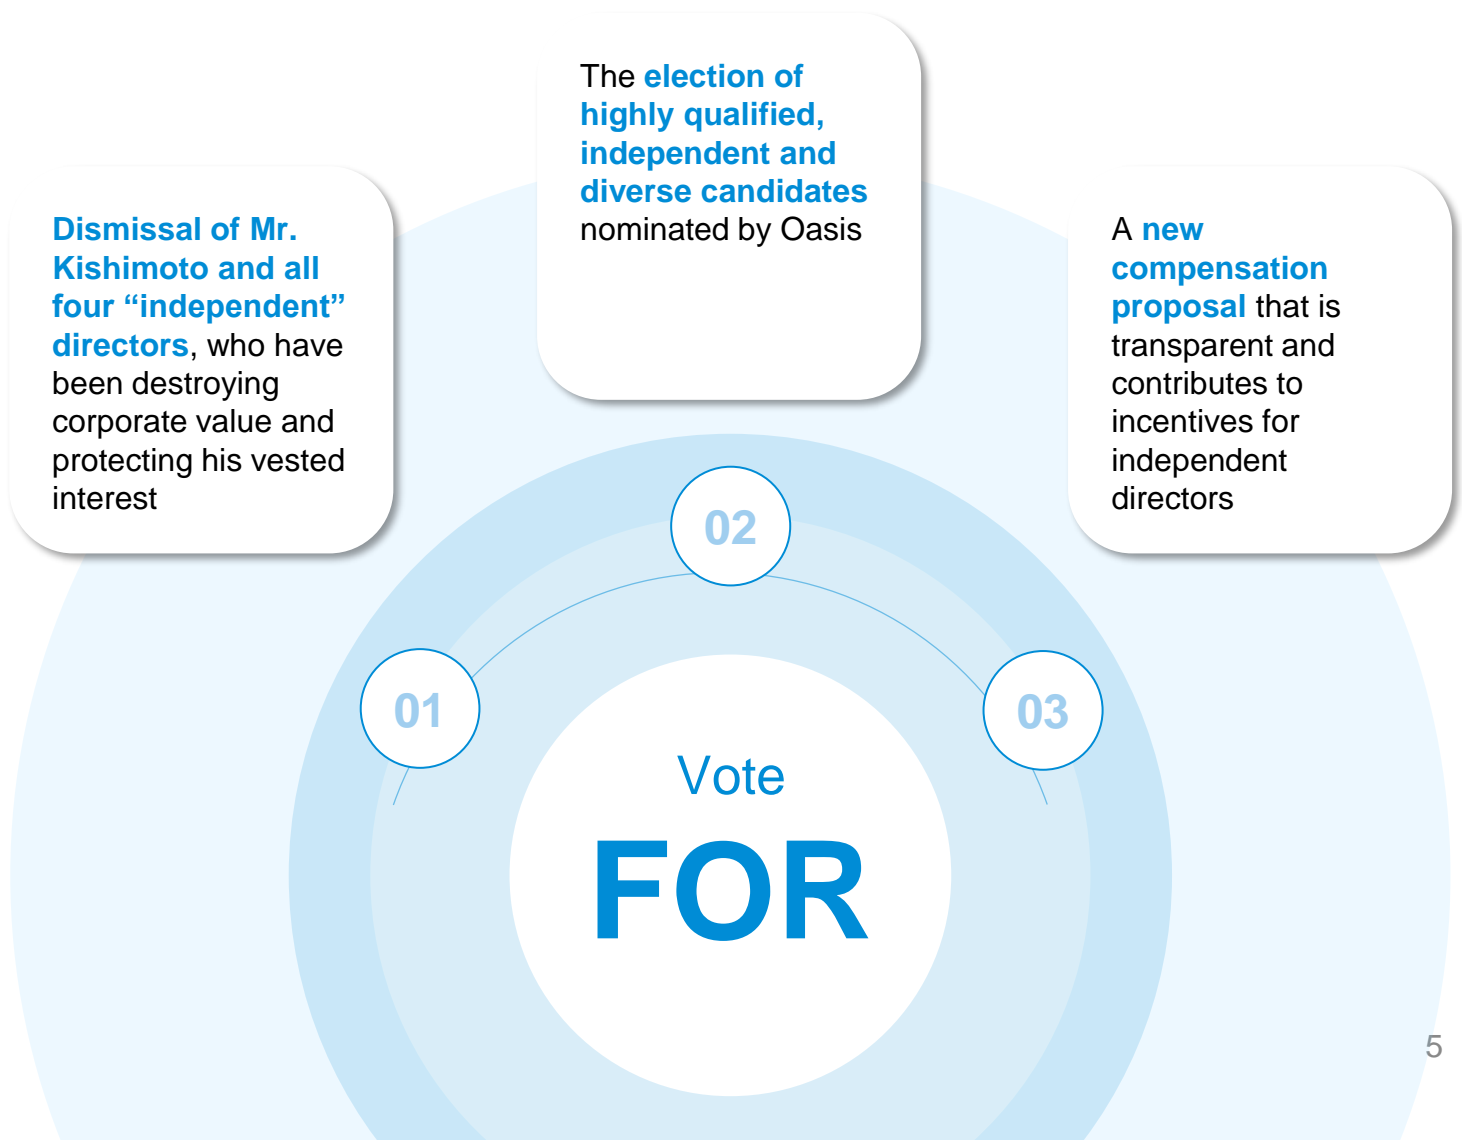 Dismissal of Mr.
Kishimoto and all
four “independent”
directors, who have
been destroying
corporate value and
protecting his vested
interest
The election of
highly qualified,
independent and
diverse candidates
nominated by Oasis
A new
compensation
proposal that is
transparent and
contributes to
incentives for
independent
directors
01
02
03
Vote
FOR
5